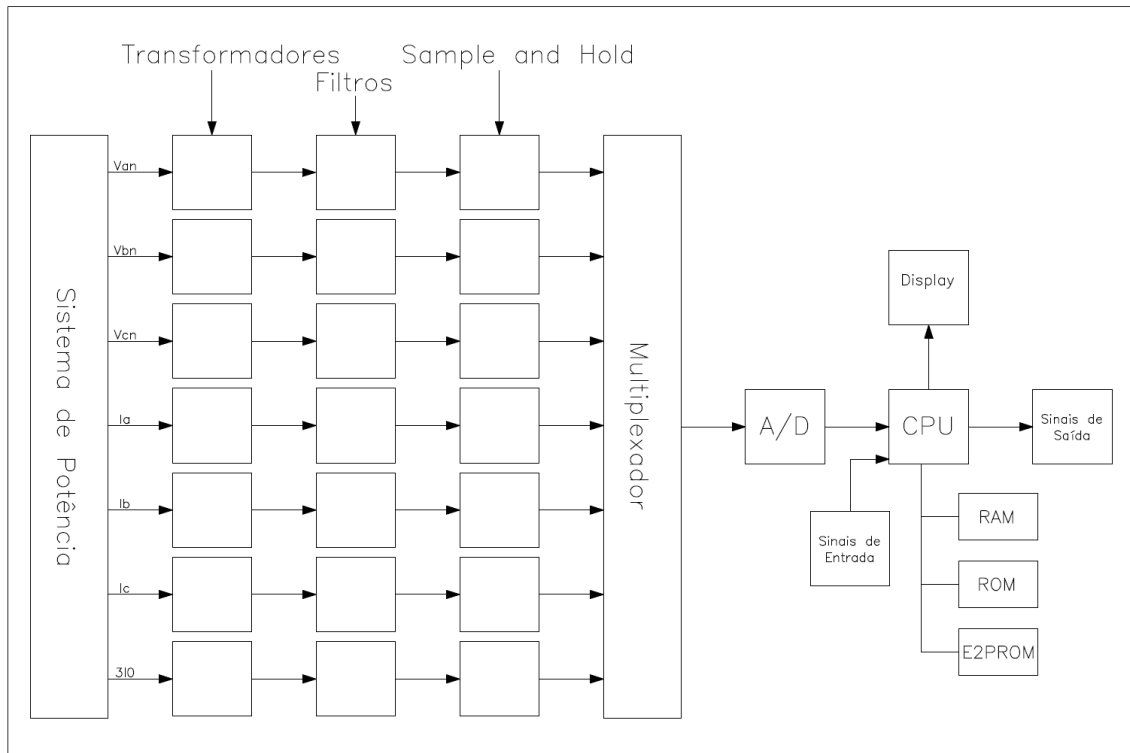 Transformadores
Filtros
Sample and Hold
Sistema de Potência
Van
Vbn
Vcn
Ia
Ib
Ic
3I0
Multiplexador
A/D
CPU
Display
Sinais de
Saída
Sinais de
Entrada
RAM
ROM
E2PROM